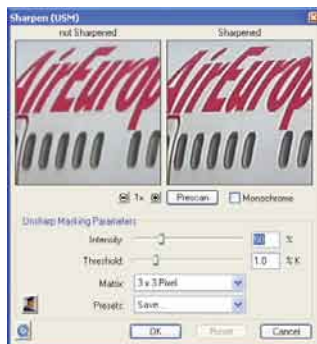 Sharpen (USM)
not Sharpened Sharpened
AirEurop AirEurop
1x Prescan Monochrome
Unsharp Masking Parameters
Intensity: %
Threshold: 1.0 % K
Matrix: 3 x 3 Pixel
Presets: Save...
OK Reset Cancel